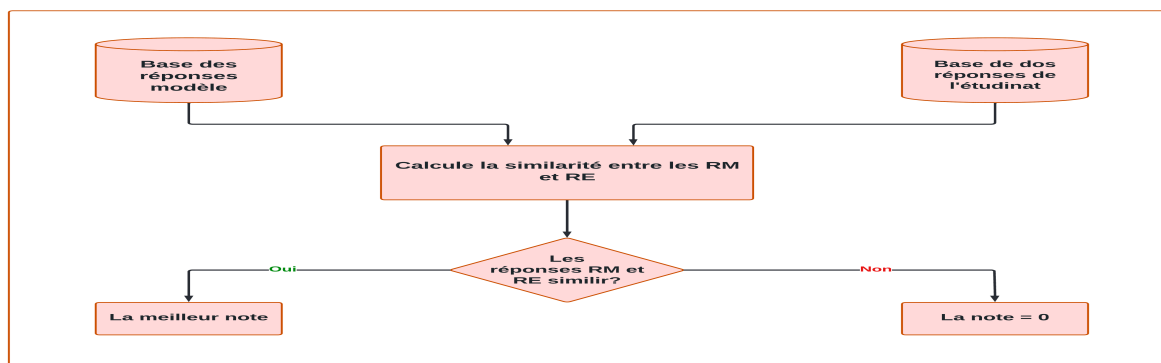 Base des
réponses
modèle
Base de dos
réponses de
l'étudinat
Calcule la similarité entre les RM
et RE
Les
réponses RM et
RE similir?
Oui
Non
La meilleur note
La note = 0